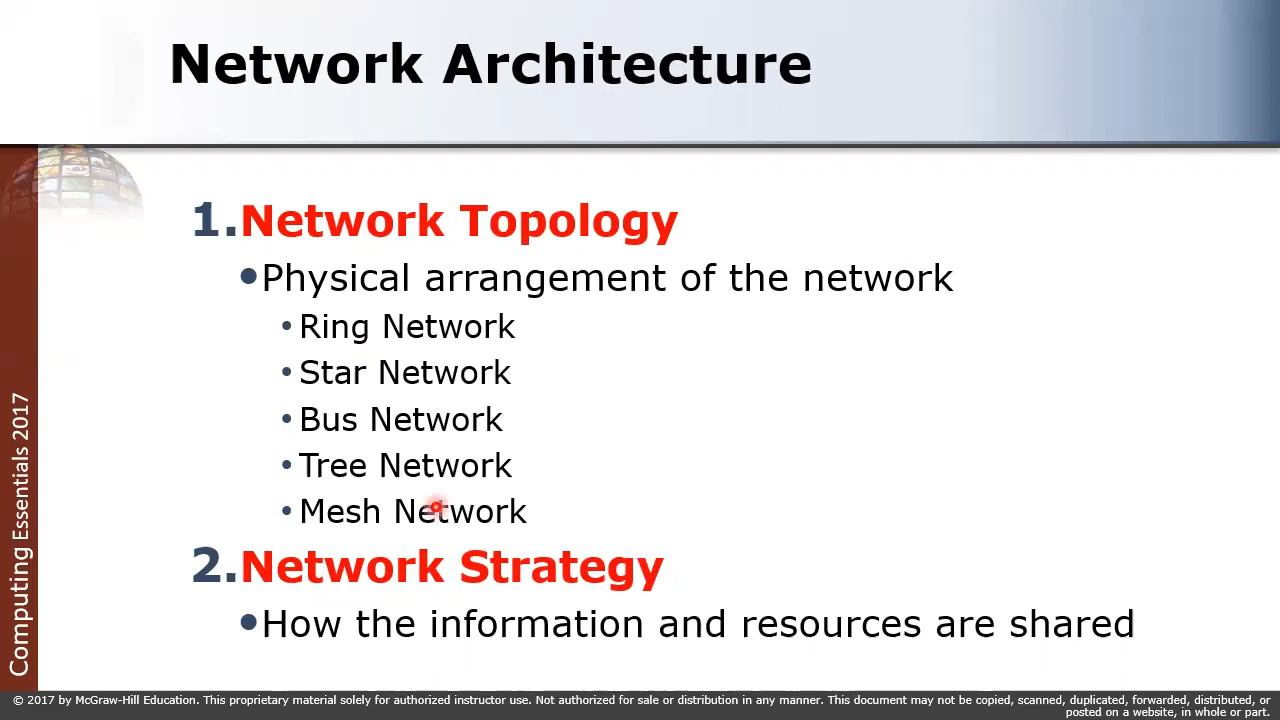 Network Architecture
1.Network Topology
•Physical arrangement of the network
• Ring Network
• Star Network
• Bus Network
• Tree Network
• Mesh Network
2.Network Strategy
•How the information and resources are shared
Computing Essentials 2017
© 2017 by McGraw-Hill Education. This proprietary material solely for authorized instructor use. Not authorized for sale or distribution in any manner. This document may not be copied, scanned, duplicated, forwarded, distributed, or
posted on a website, in whole or part.